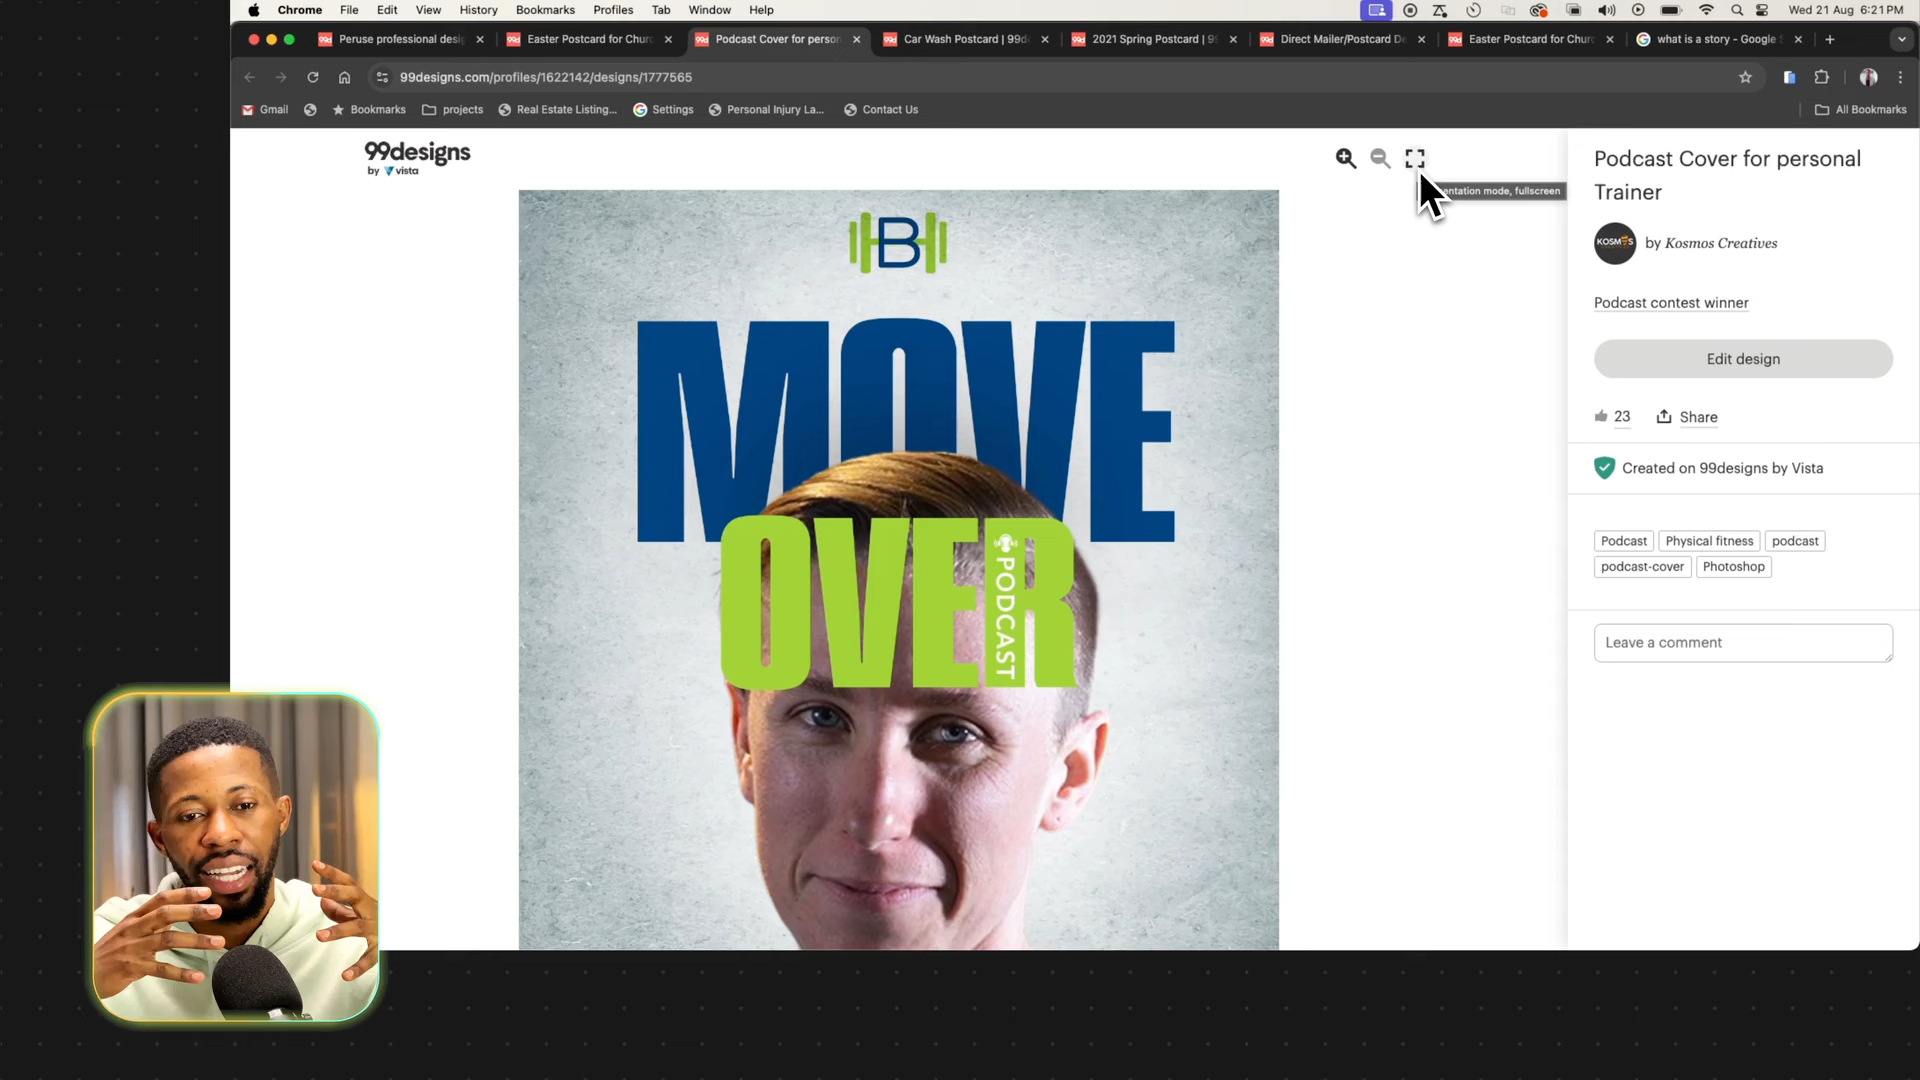 Chrome File Edit View History Bookmarks Profiles Tab Window Help Wed 21 Aug 6:21 PM
Peruse professional desig Easter Postcard for Churc Podcast Cover for person Car Wash Postcard | 99d 2021 Spring Postcard | 99 Direct Mailer/Postcard De Easter Postcard for Churc what is a story - Google S
99designs.com/profiles/1622142/designs/1777565
Gmail Bookmarks projects Real Estate Listing... Settings Personal Injury La... Contact Us All Bookmarks
99designs
by Vista
entation mode, fullscreen
B
MOVE
OVER
PODCAST
Podcast Cover for personal
Trainer
KOSMOS
by Kosmos Creatives
Podcast contest winner
Edit design
23 Share
Created on 99designs by Vista
Podcast Physical fitness podcast
podcast-cover Photoshop
Leave a comment